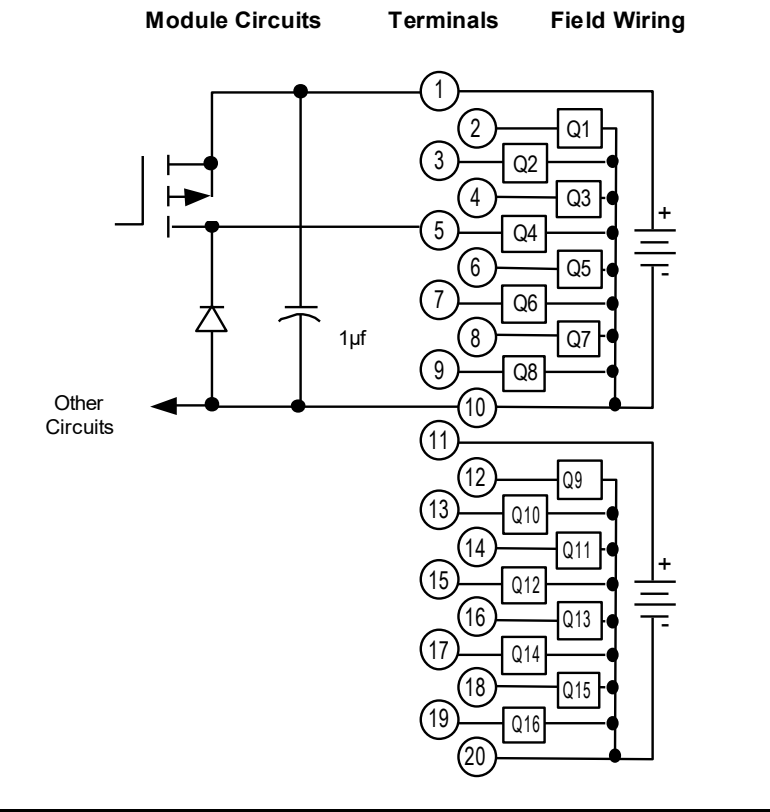 Module Circuits Terminals Field Wiring
1
2 Q1
3 Q2
4 Q3
+
5 Q4
6 Q5
-
7 Q6
1µf
8 Q7
9 Q8
Other
Circuits
10
11
12 Q9
13 Q10
14 Q11
+
15 Q12
16 Q13
-
17 Q14
18 Q15
19 Q16
20